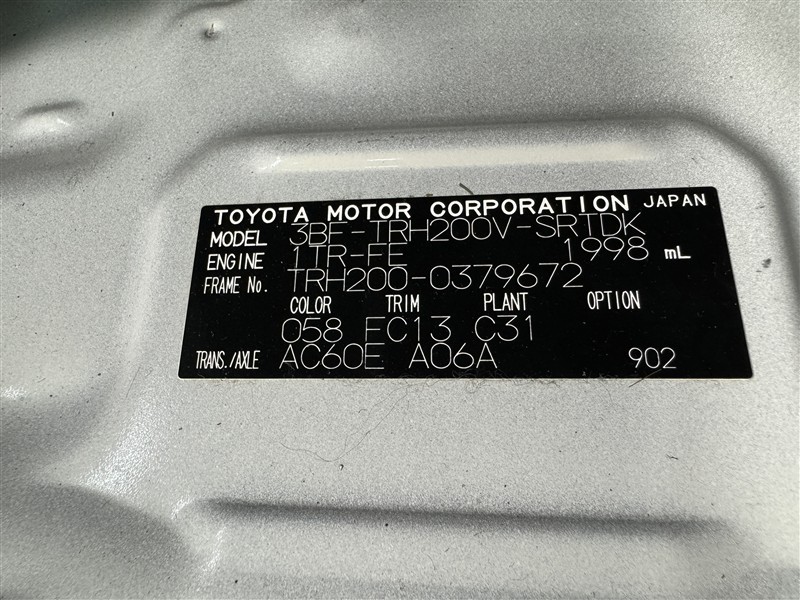 TOYOTA MOTOR CORPORATION JAPAN
MODEL 3BF-TRH200V-SRTDK
ENGINE 1TR-FE 1998 mL
FRAME No. TRH200-0379672
COLOR TRIM PLANT OPTION
058 FC13 C31
TRANS./AXLE AC60E A06A 902